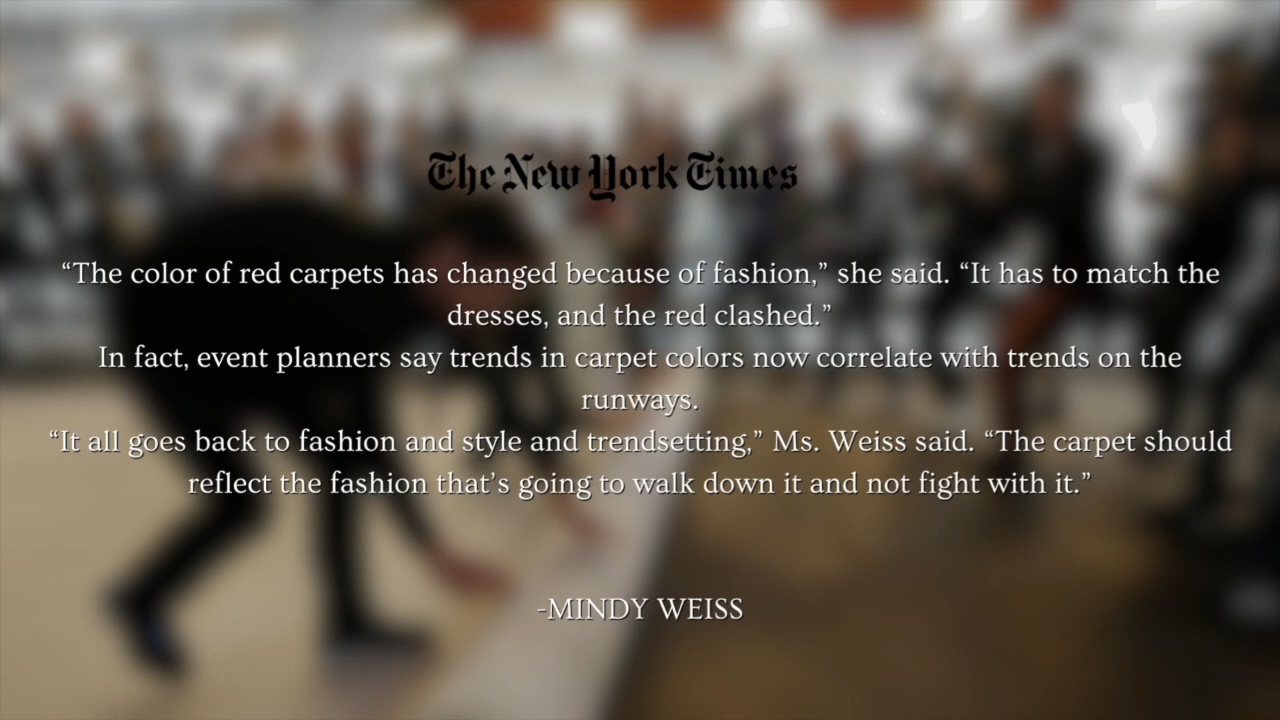 The New York Times
“The color of red carpets has changed because of fashion,” she said. “It has to match the
dresses, and the red clashed.”
In fact, event planners say trends in carpet colors now correlate with trends on the
runways.
“It all goes back to fashion and style and trendsetting,” Ms. Weiss said. “The carpet should
reflect the fashion that’s going to walk down it and not fight with it.”
-MINDY WEISS